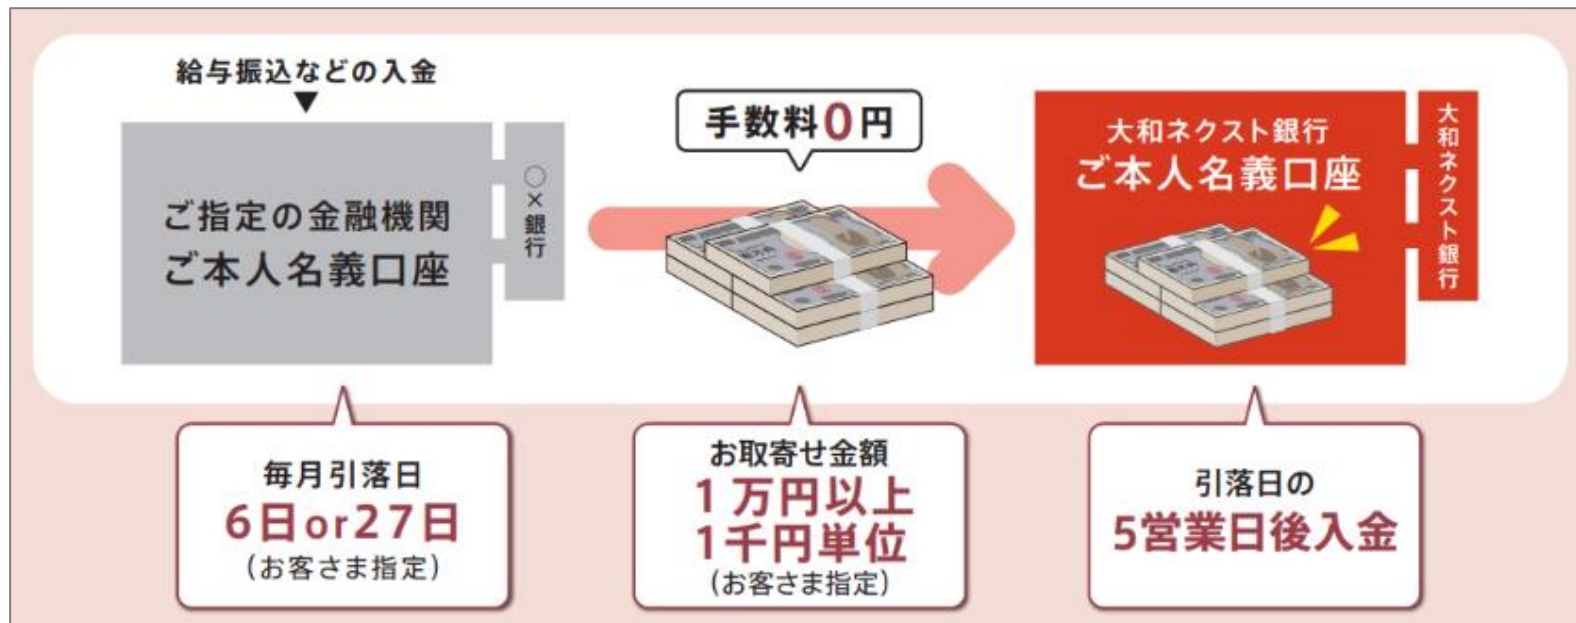 給与振込などの入金
▼
ご指定の金融機関
ご本人名義口座
○×銀行
手数料0円
大和ネクスト銀行
ご本人名義口座
大和ネクスト銀行
毎月引落日
6日or27日
(お客さま指定)
お取寄せ金額
1万円以上
1千円単位
(お客さま指定)
引落日の
5営業日後入金